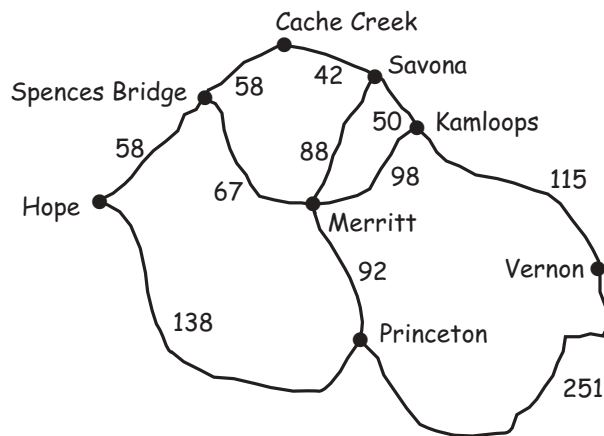 Cache Creek
58
42
Savona
Spences Bridge
50
Kamloops
58
88
98
115
67
Hope
Merritt
92
Vernon
138
Princeton
251